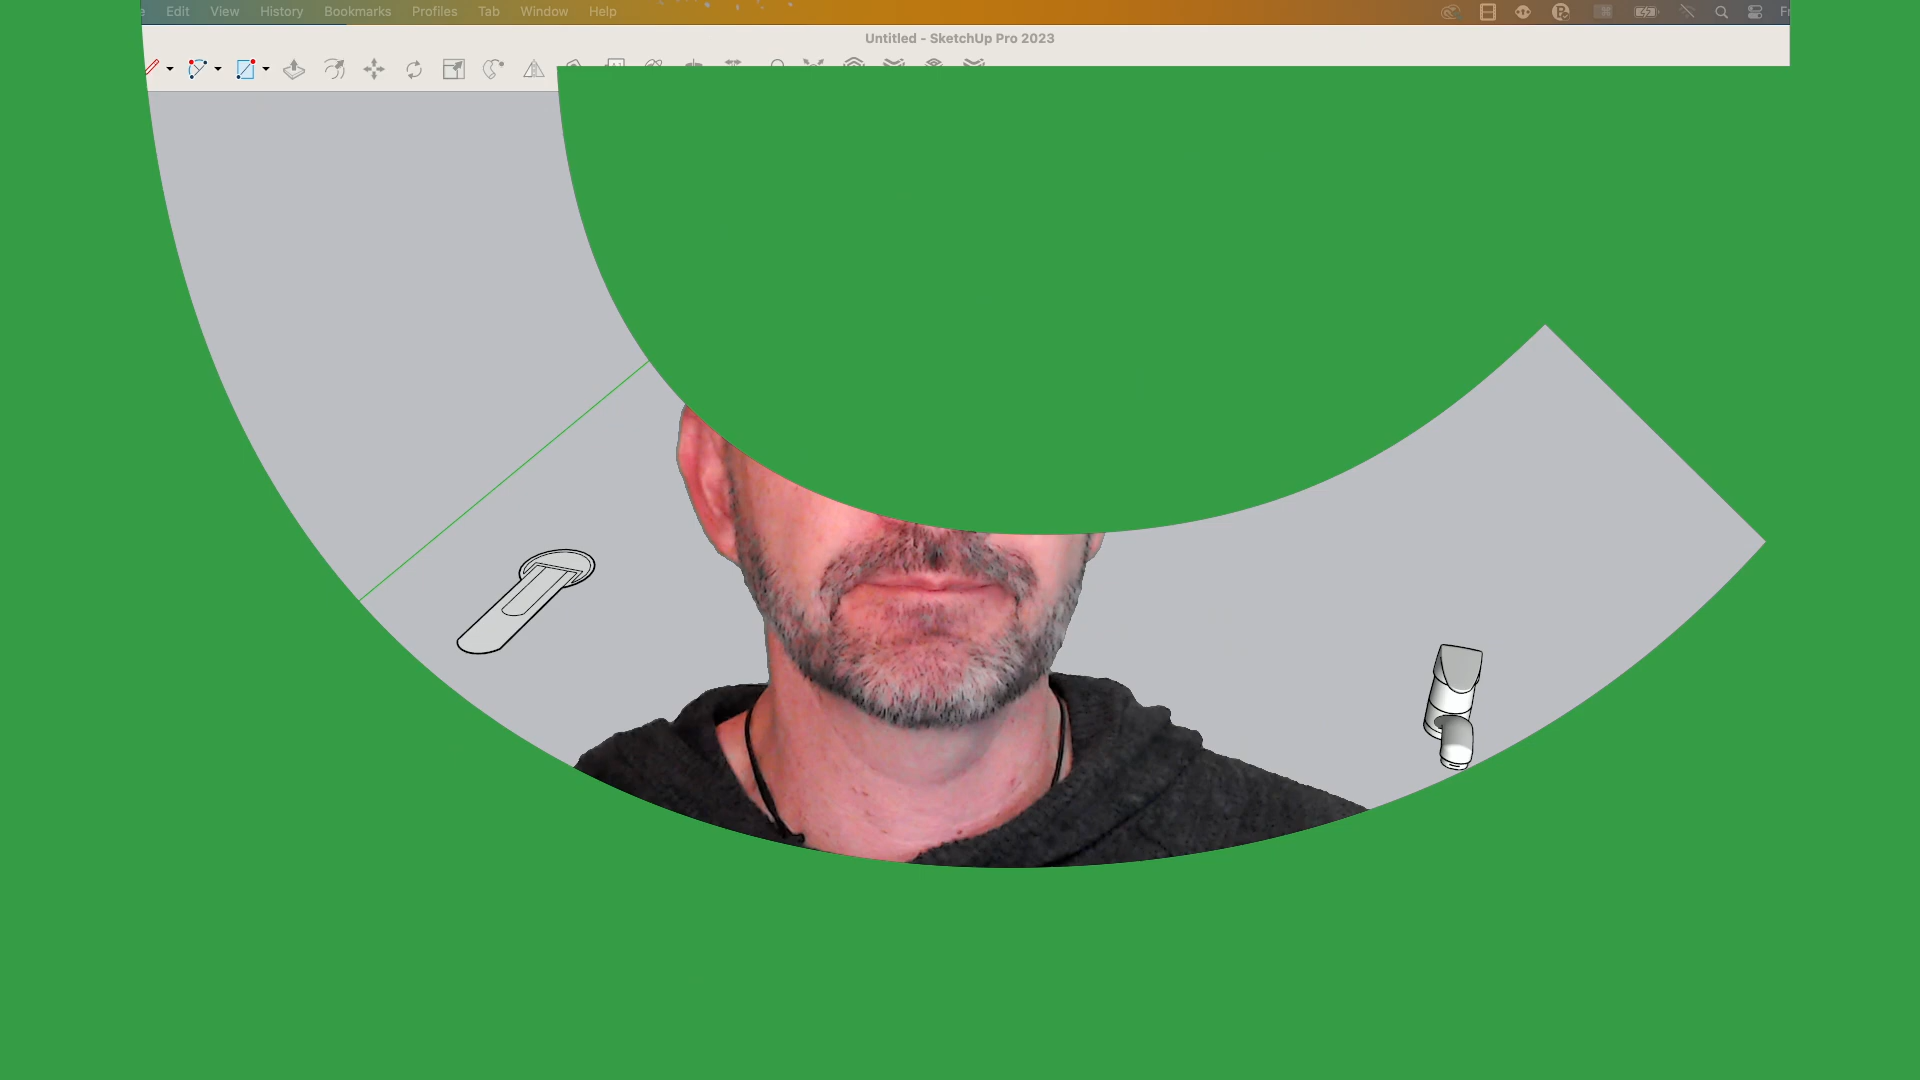 Edit View History Bookmarks Profiles Tab Window Help
Untitled - SketchUp Pro 2023